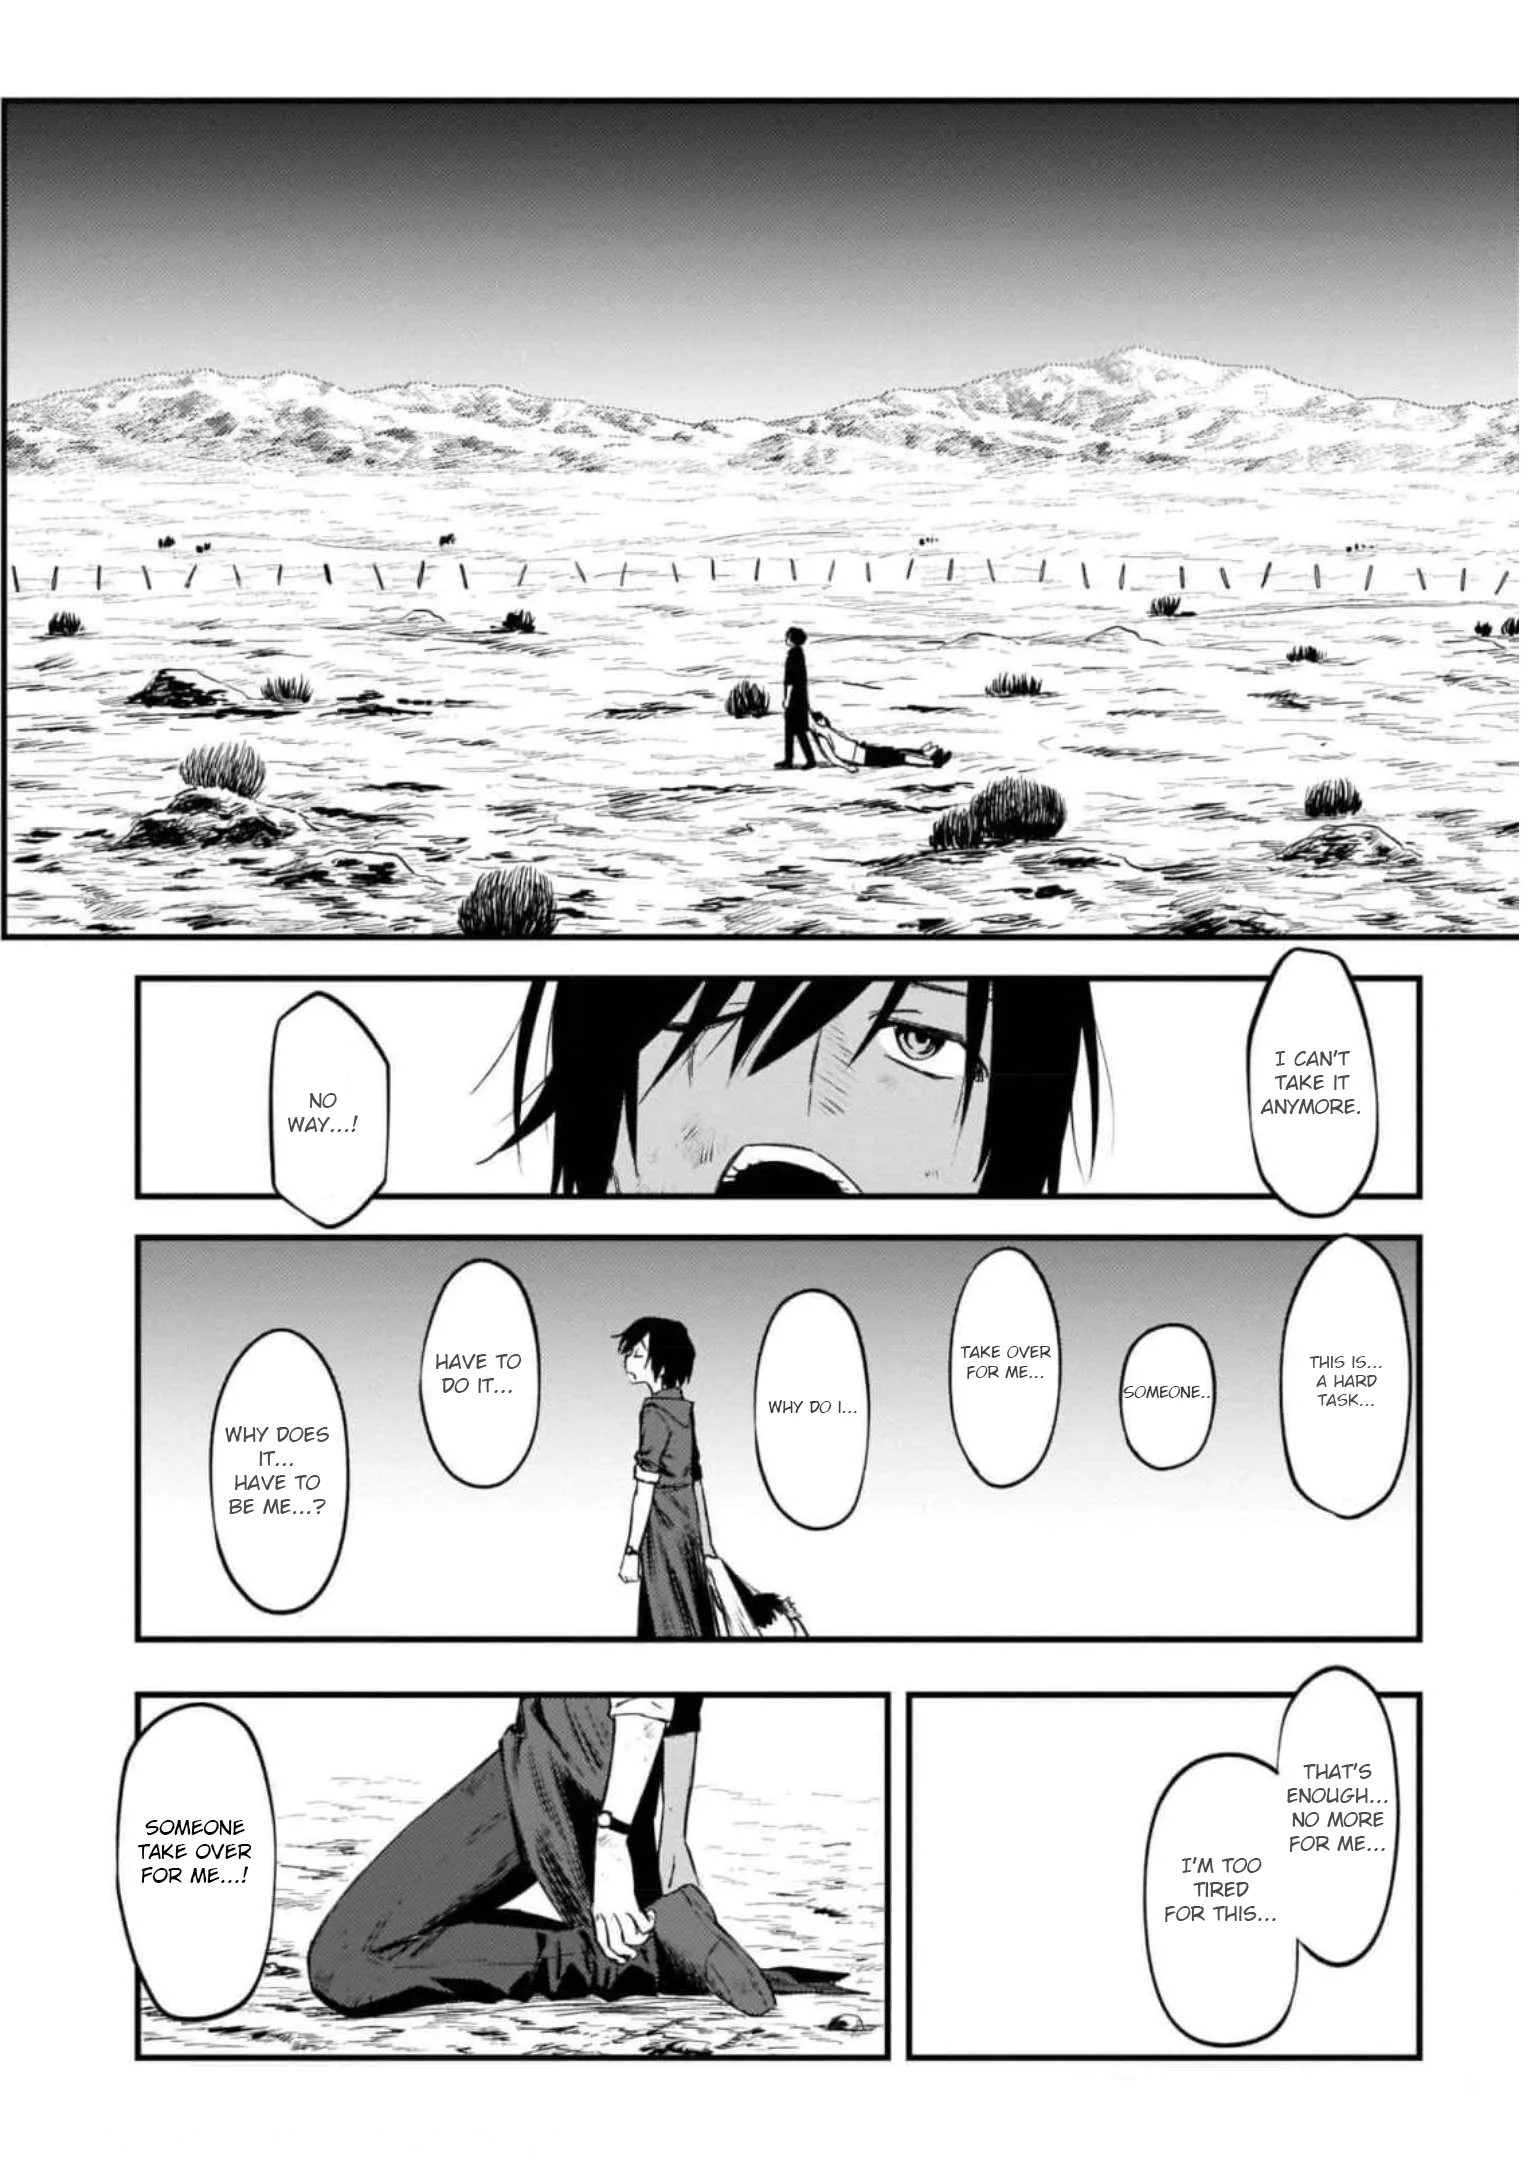 I CAN'T
TAKE IT
ANYMORE.
NO
WAY...!
THIS IS...
A HARD
TASK...
SOMEONE..
TAKE OVER
FOR ME...
WHY DO I...
HAVE TO
DO IT...
WHY DOES
IT...
HAVE TO
BE ME...?
THAT'S
ENOUGH...
NO MORE
FOR ME...
I'M TOO
TIRED
FOR THIS...
SOMEONE
TAKE OVER
FOR ME...!